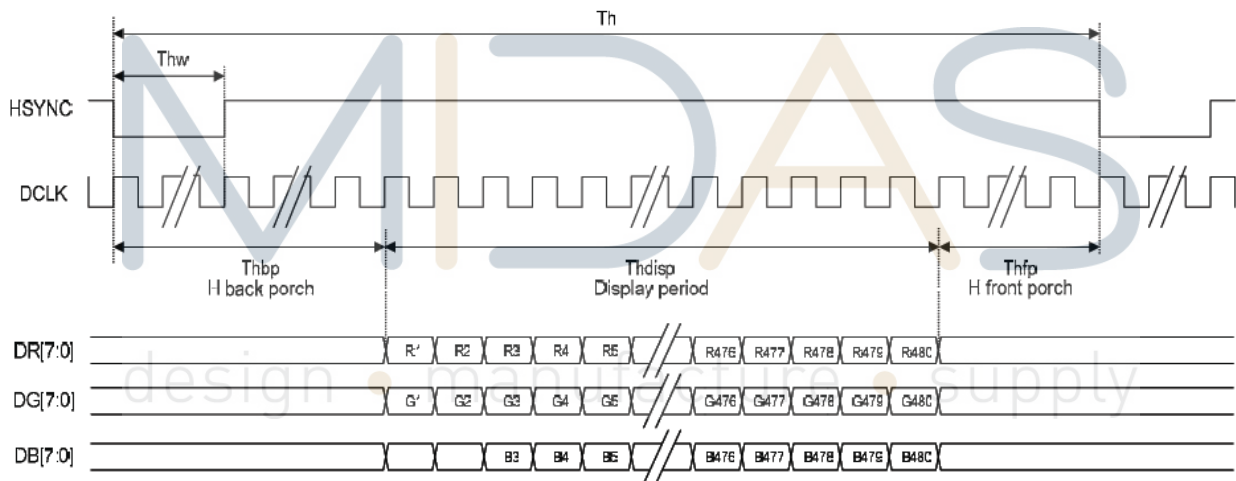 Th
Thw
HSYNC
DCLK
Thbp
H back porch
Thdisp
Display period
Thfp
H front porch
DR[7:0] R1 R2 R3 R4 R5 R476 R477 R478 R479 R480
DG[7:0] G1 G2 G3 G4 G5 G476 G477 G478 G479 G480
DB[7:0] B3 B4 B5 B476 B477 B478 B479 B480
MIDAS
design • manufacture • supply